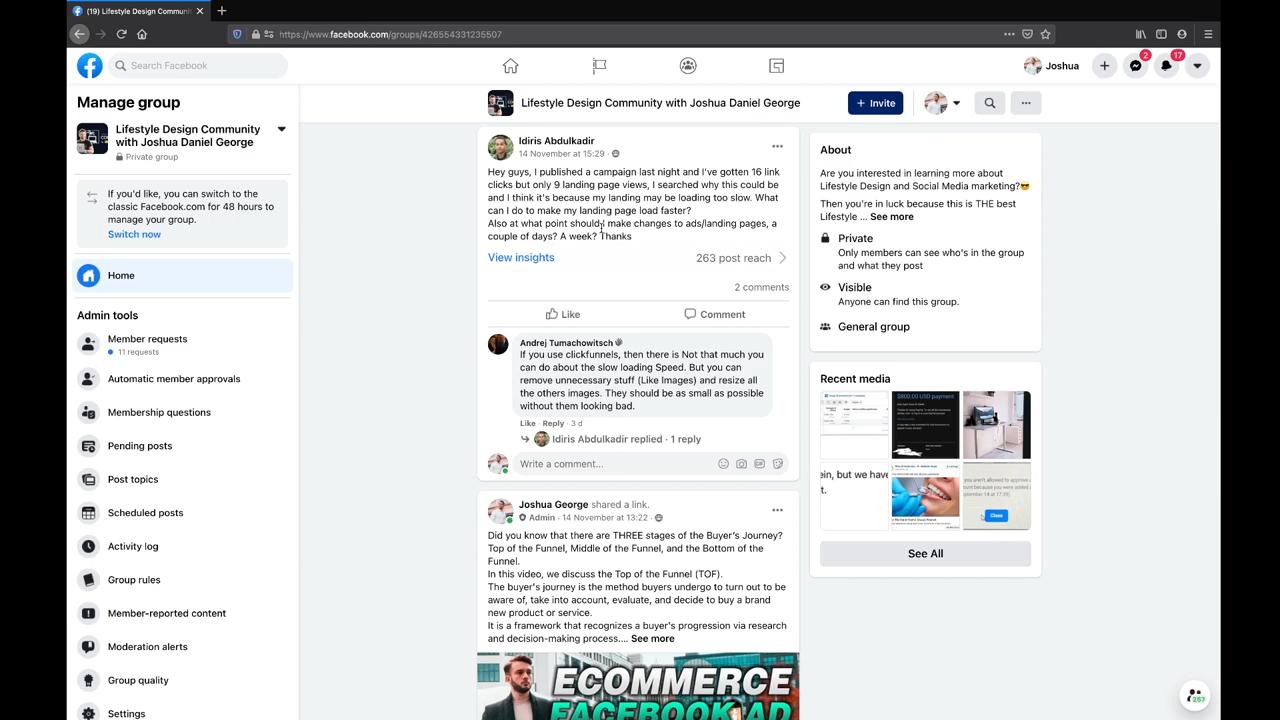 (19) Lifestyle Design Communit
https://www.facebook.com/groups/426554331235507
Search Facebook
Joshua
2
17
Manage group
Lifestyle Design Community
with Joshua Daniel George
Private group
If you'd like, you can switch to the
classic Facebook.com for 48 hours to
manage your group.
Switch now
Home
Admin tools
Member requests
11 requests
Automatic member approvals
Membership questions
Pending posts
Post topics
Scheduled posts
Activity log
Group rules
Member-reported content
Moderation alerts
Group quality
Settings
Lifestyle Design Community with Joshua Daniel George
+ Invite
Idiris Abdulkadir
14 November at 15:29 ·
Hey guys, I published a campaign last night and I've gotten 16 link
clicks but only 9 landing page views, I searched why this could be
and I think it's because my landing may be loading too slow. What
can I do to make my landing page load faster?
Also at what point should I make changes to ads/landing pages, a
couple of days? A week? Thanks
View insights
263 post reach
2 comments
Like
Comment
Andrej Tumachowitsch
If you use clickfunnels, then there is Not that much you
can do about the slow loading Speed. But you can
remove unnecessary stuff (Like Images) and resize all
the others images. They should be as small as possible
without them looking bad.
Like · Reply · 3 d
Idiris Abdulkadir replied · 1 reply
Write a comment...
Joshua George shared a link.
Admin · 14 November at 13:22 ·
Did you know that there are THREE stages of the Buyer's Journey?
Top of the Funnel, Middle of the Funnel, and the Bottom of the
Funnel.
In this video, we discuss the Top of the Funnel (TOF).
The buyer's journey is the method buyers undergo to turn out to be
aware of, take into account, evaluate, and decide to buy a brand
new product or service.
It is a framework that recognizes a buyer's progression via research
and decision-making process.... See more
ECOMMERCE
FACEBOOK AD
About
Are you interested in learning more about
Lifestyle Design and Social Media marketing?
Then you're in luck because this is THE best
Lifestyle ... See more
Private
Only members can see who's in the group
and what they post
Visible
Anyone can find this group.
General group
Recent media
$800.00 USD payment
ein, but we have
t.
Close
See All
267